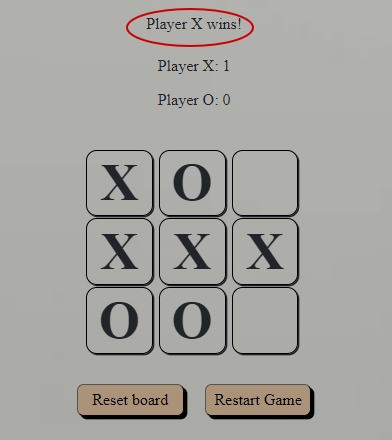 Player X wins!
Player X: 1
Player O: 0
X O
X X X
O O
Reset board Restart Game